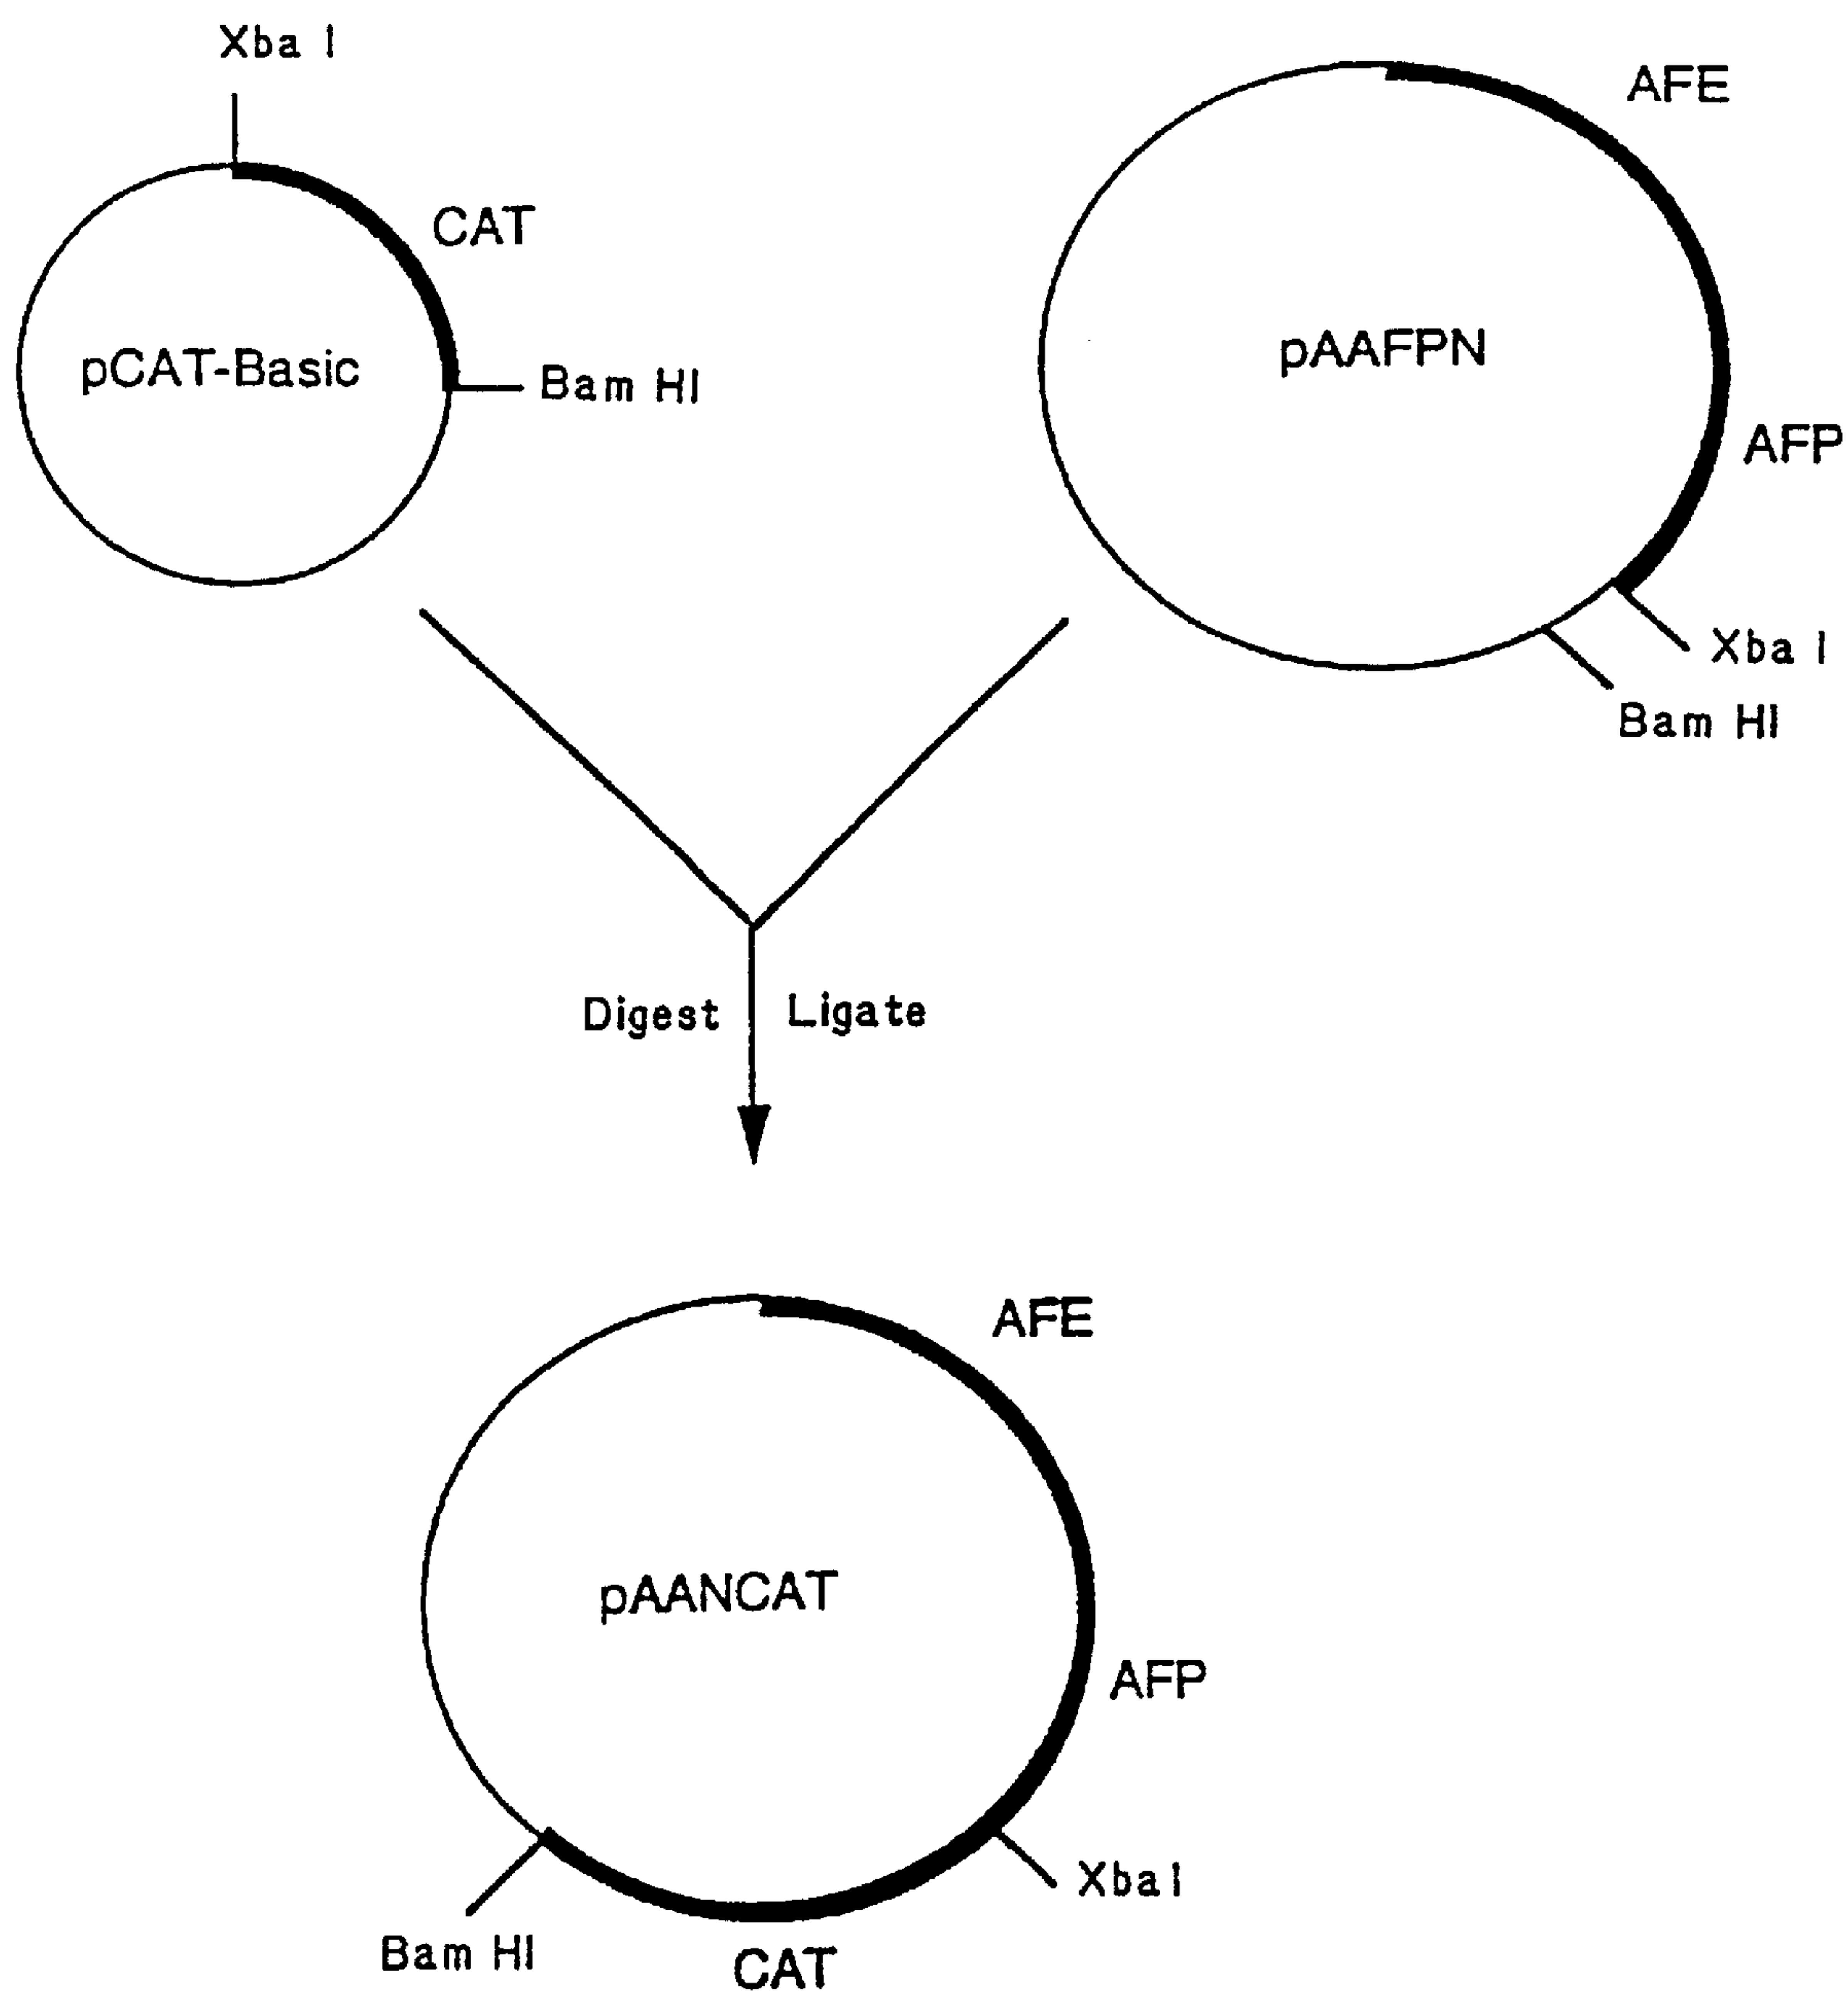 Xba I
CAT
pCAT-Basic
Bam HI
AFE
pAAFPN
AFP
Xba I
Bam HI
Digest
Ligate
AFE
pAANCAT
AFP
Xba I
Bam HI
CAT